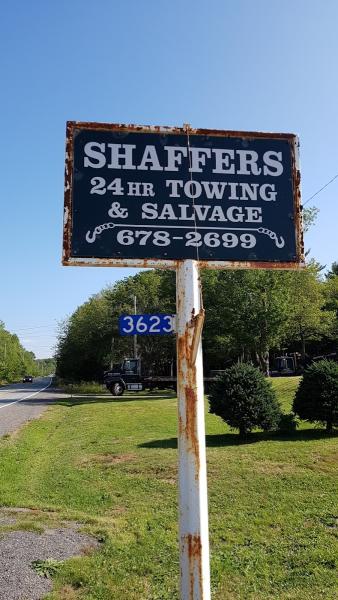 SHAFFERS
24HR TOWING
& SALVAGE
678-2699
3623